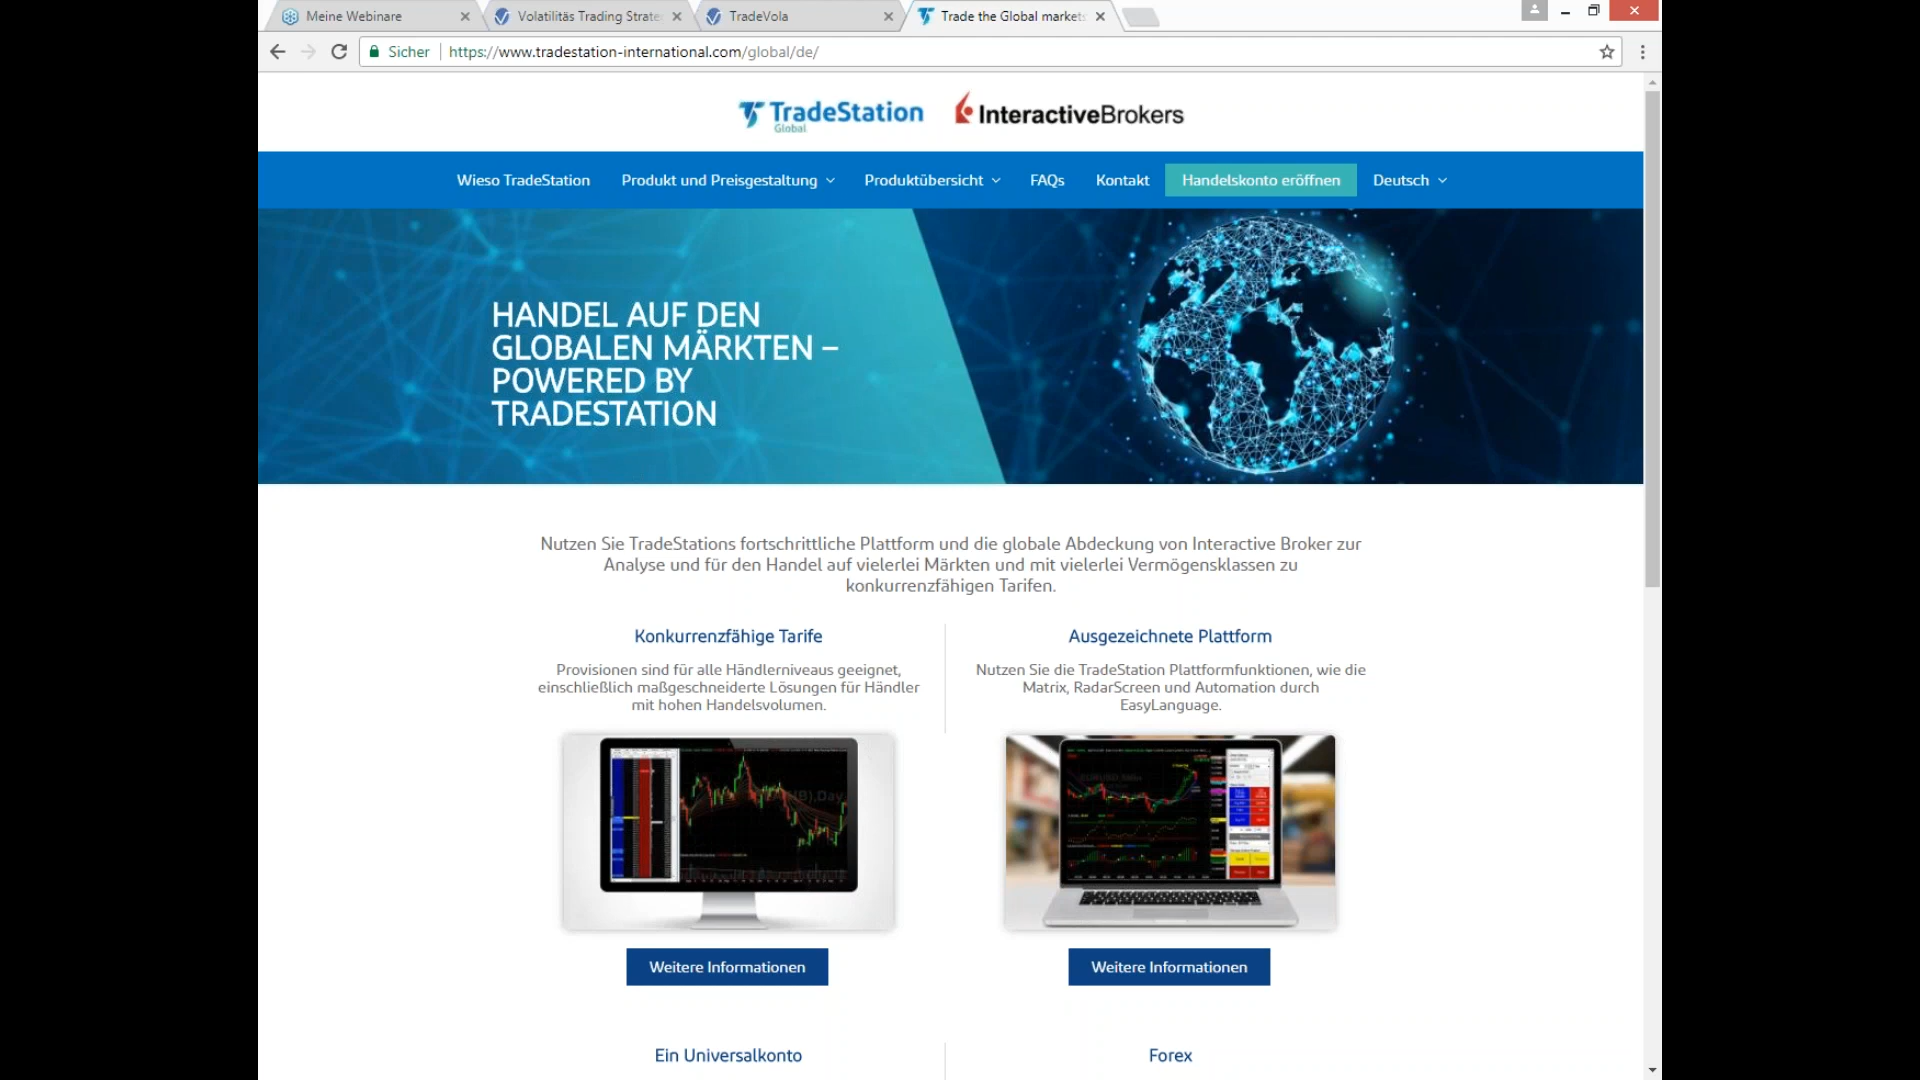 Meine Webinare
Volatilitäs Trading Strate
TradeVola
Trade the Global markets
Sicher
https://www.tradestation-international.com/global/de/
TradeStation
Global
InteractiveBrokers
Wieso TradeStation
Produkt und Preisgestaltung
Produktübersicht
FAQs
Kontakt
Handelskonto eröffnen
Deutsch
HANDEL AUF DEN
GLOBALEN MÄRKTEN –
POWERED BY
TRADESTATION
Nutzen Sie TradeStations fortschrittliche Plattform und die globale Abdeckung von Interactive Broker zur
Analyse und für den Handel auf vielerlei Märkten und mit vielerlei Vermögensklassen zu
konkurrenzfähigen Tarifen.
Konkurrenzfähige Tarife
Provisionen sind für alle Händlerniveaus geeignet,
einschließlich maßgeschneiderte Lösungen für Händler
mit hohen Handelsvolumen.
Weitere Informationen
Ausgezeichnete Plattform
Nutzen Sie die TradeStation Plattformfunktionen, wie die
Matrix, RadarScreen und Automation durch
EasyLanguage.
Weitere Informationen
Ein Universalkonto
Forex